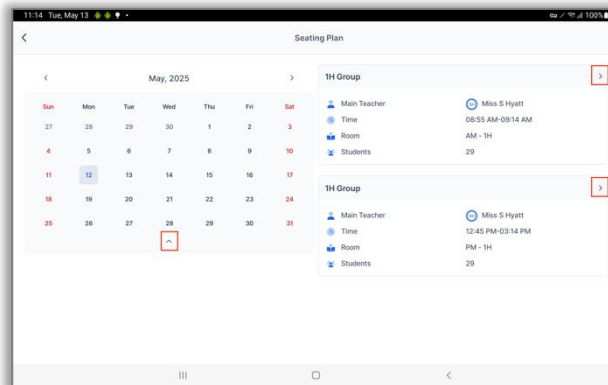 11:14 Tue, May 13
100%
Seating Plan
May, 2025
Sun Mon Tue Wed Thu Fri Sat
27 28 29 30 1 2 3
4 5 6 7 8 9 10
11 12 13 14 15 16 17
18 19 20 21 22 23 24
25 26 27 28 29 30 31
1H Group
Main Teacher SH Miss S Hyatt
Time 08:55 AM-09:14 AM
Room AM - 1H
Students 29
1H Group
Main Teacher SH Miss S Hyatt
Time 12:45 PM-03:14 PM
Room PM - 1H
Students 29